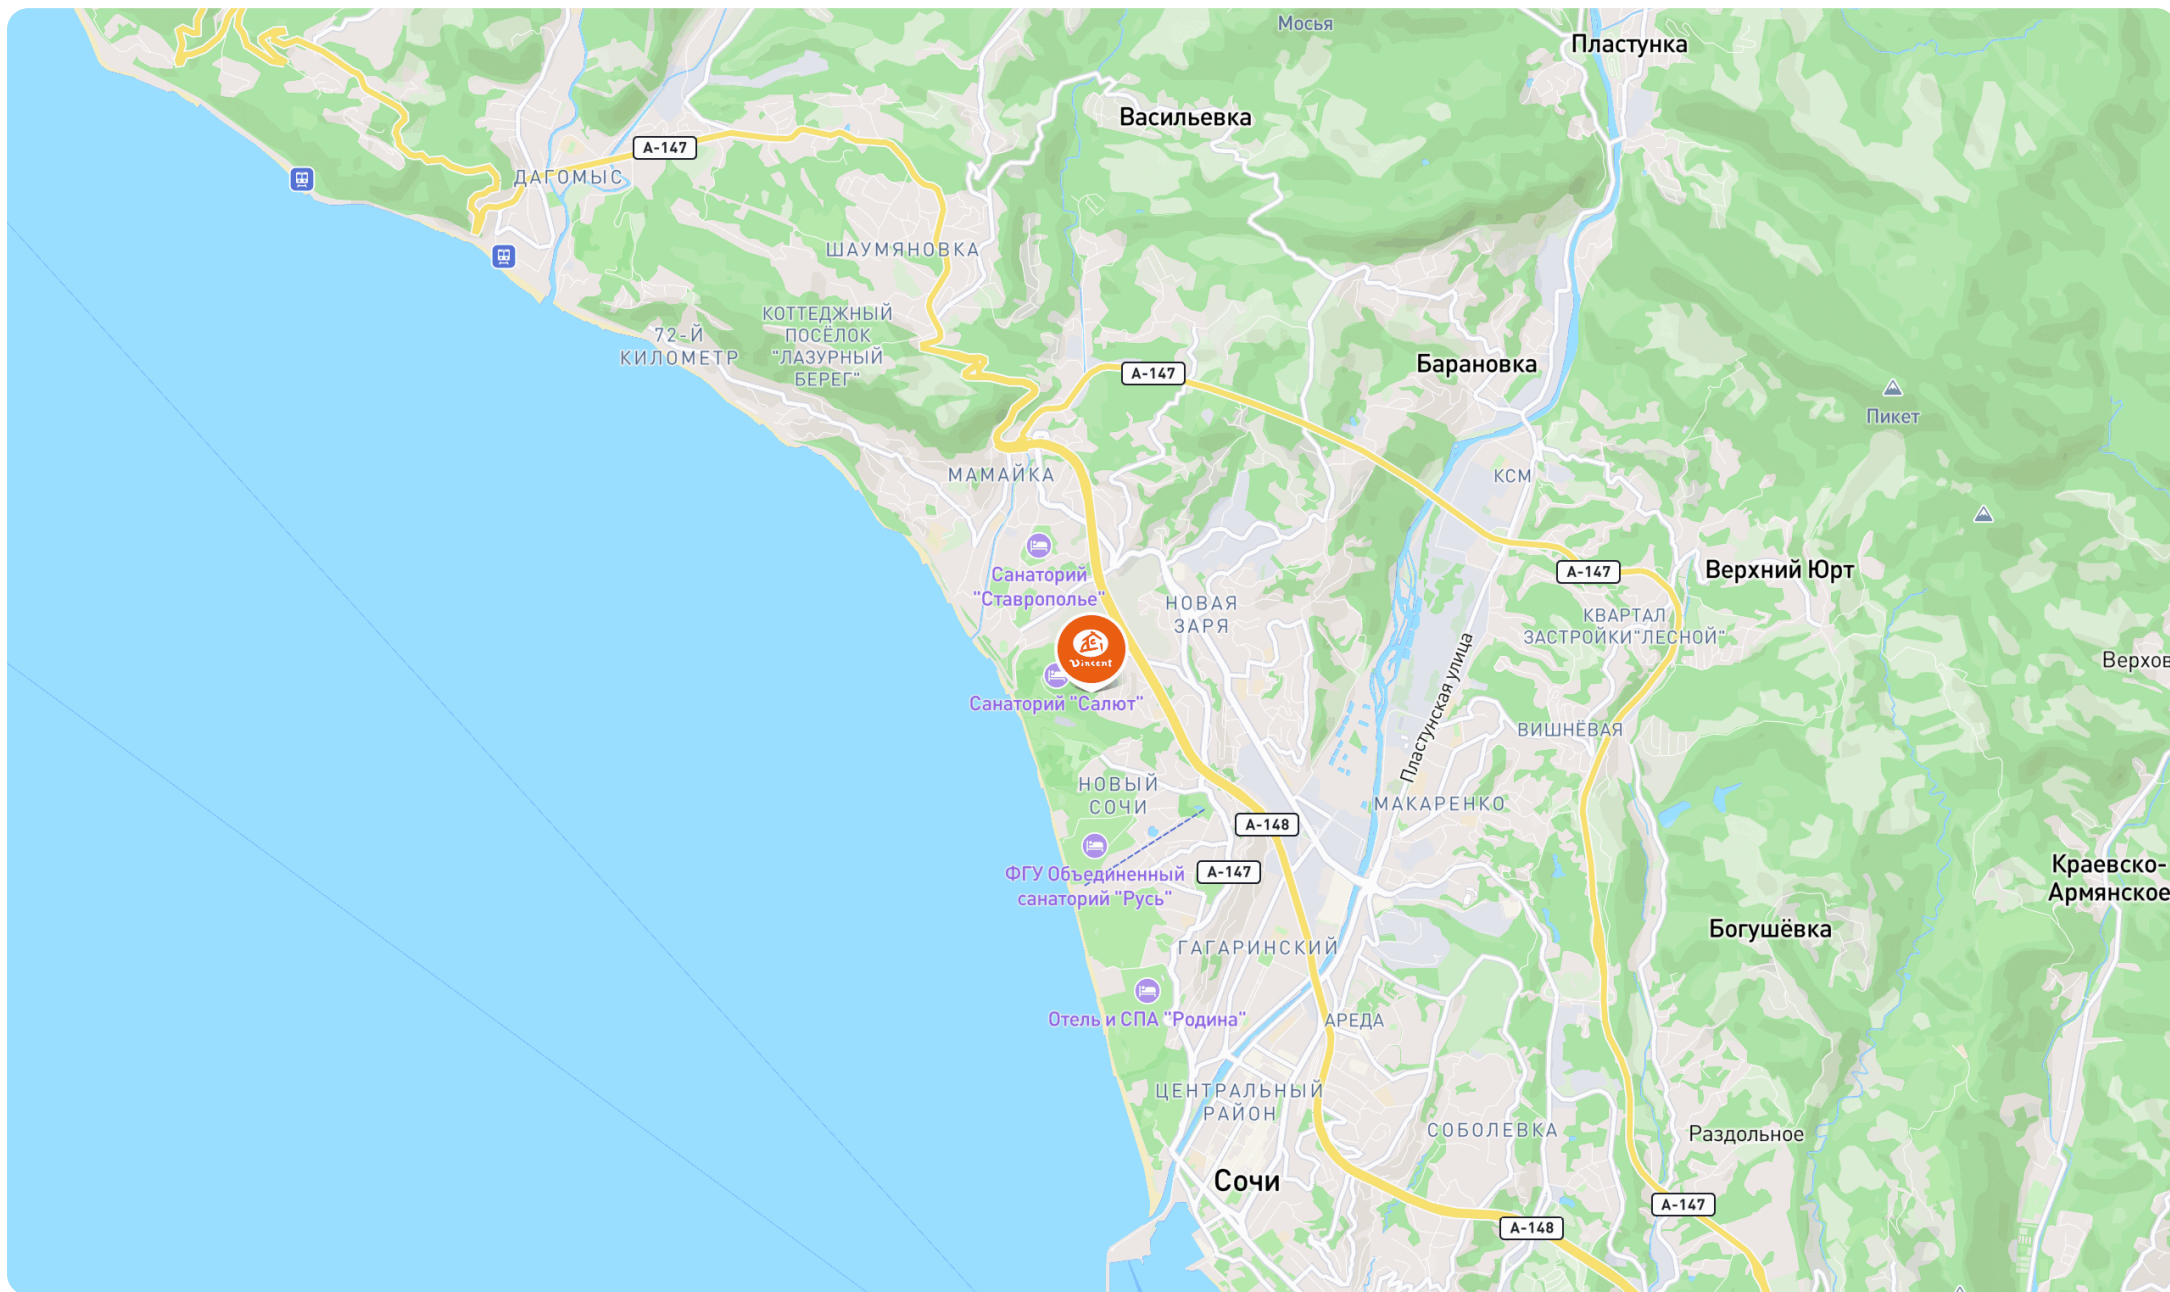 Мосья
Пластунка
Васильевка
А-147
ДАГОМЫС
ШАУМЯНОВКА
КОТТЕДЖНЫЙ
ПОСЁЛОК
"ЛАЗУРНЫЙ
БЕРЕГ"
72-Й
КИЛОМЕТР
А-147
Барановка
Пикет
МАМАЙКА
КСМ
Санаторий
"Ставрополье"
А-147
Верхний Юрт
НОВАЯ
ЗАРЯ
КВАРТАЛ
ЗАСТРОЙКИ"ЛЕСНОЙ"
Vincent
Верхов
Пластунская улица
Санаторий "Салют"
ВИШНЁВАЯ
НОВЫЙ
СОЧИ
МАКАРЕНКО
А-148
ФГУ Объединенный
санаторий "Русь"
А-147
Краевско-
Армянское
Богушёвка
ГАГАРИНСКИЙ
Отель и СПА "Родина"
АРЕДА
ЦЕНТРАЛЬНЫЙ
РАЙОН
СОБОЛЕВКА
Раздольное
Сочи
А-147
А-148